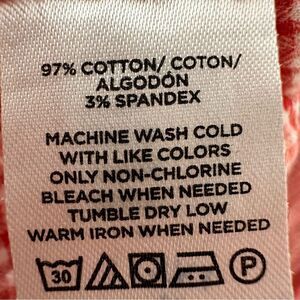 97% COTTON/ COTON/
ALGODÓN
3% SPANDEX
MACHINE WASH COLD
WITH LIKE COLORS
ONLY NON-CHLORINE
BLEACH WHEN NEEDED
TUMBLE DRY LOW
WARM IRON WHEN NEEDED
30 P